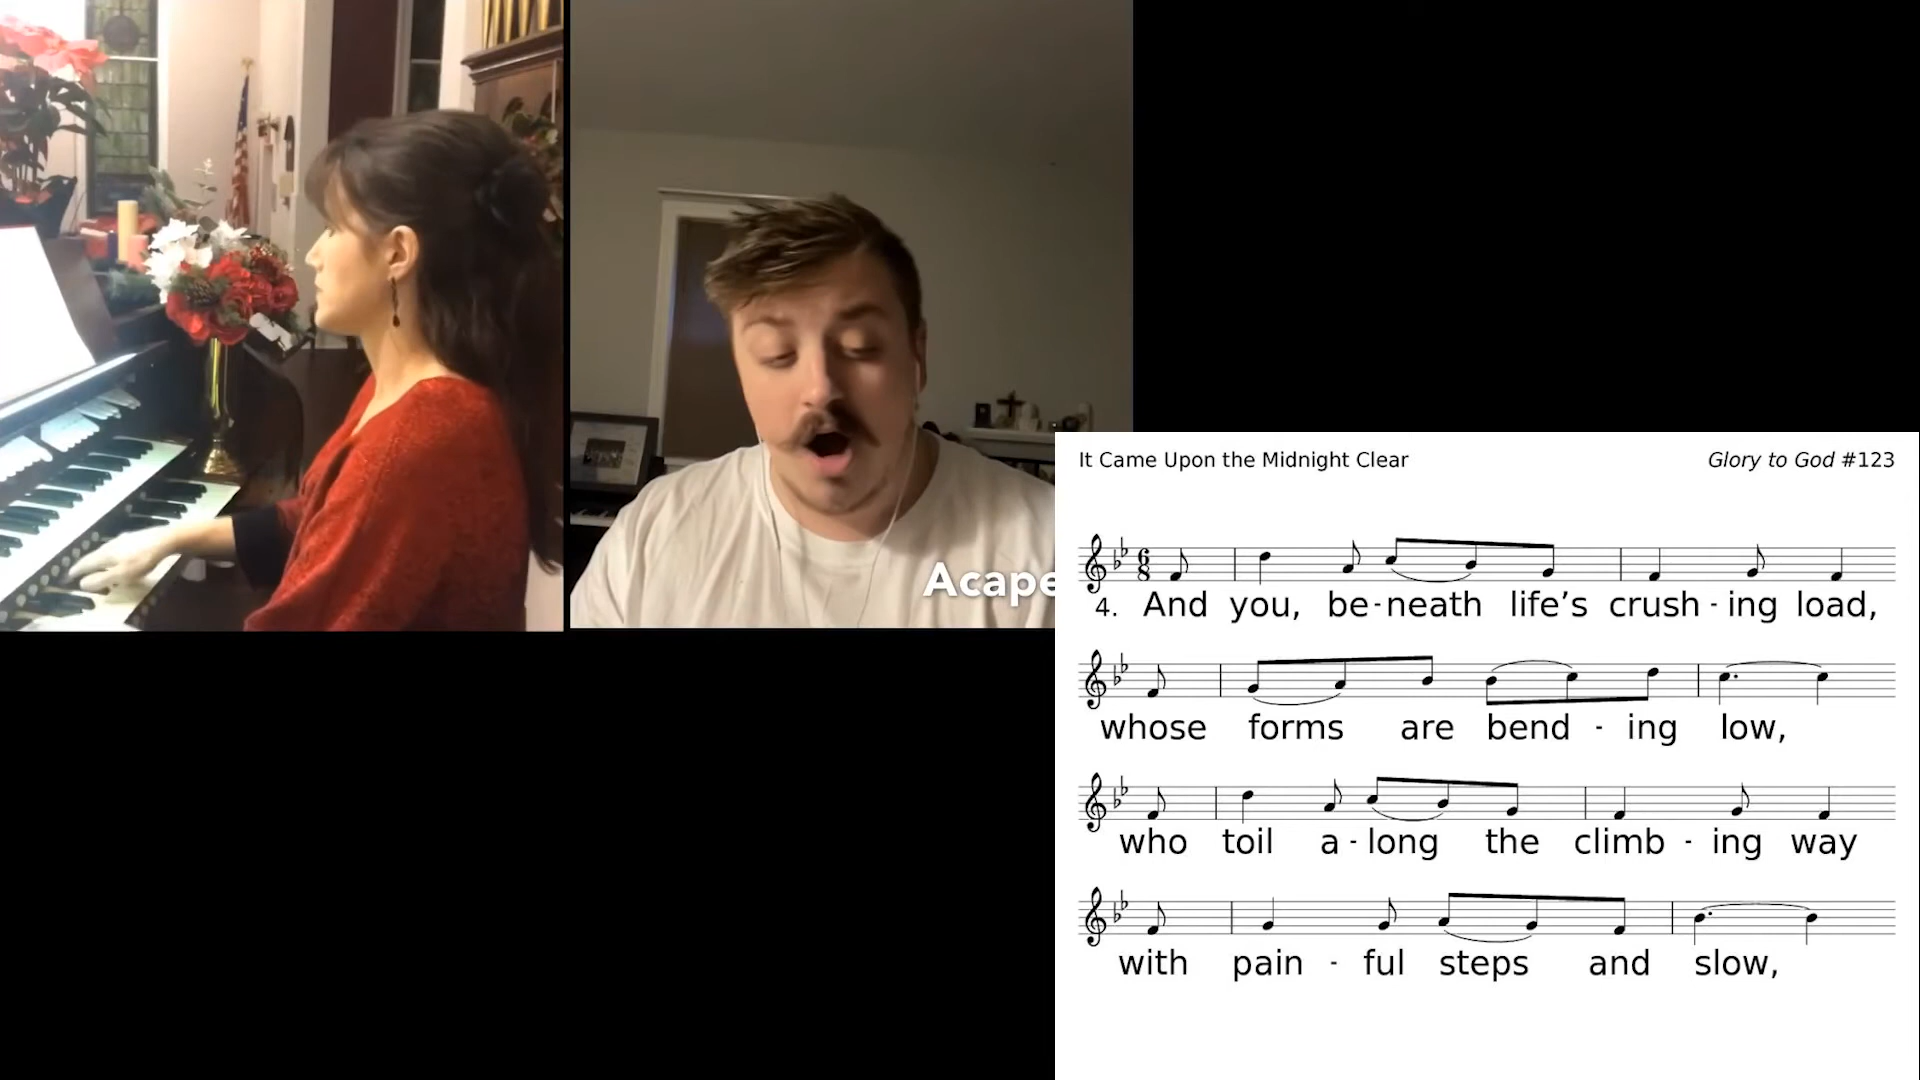 Acape
It Came Upon the Midnight Clear
Glory to God #123
4. And you, be-neath life’s crush-ing load,
whose forms are bend-ing low,
who toil a-long the climb-ing way
with pain-ful steps and slow,